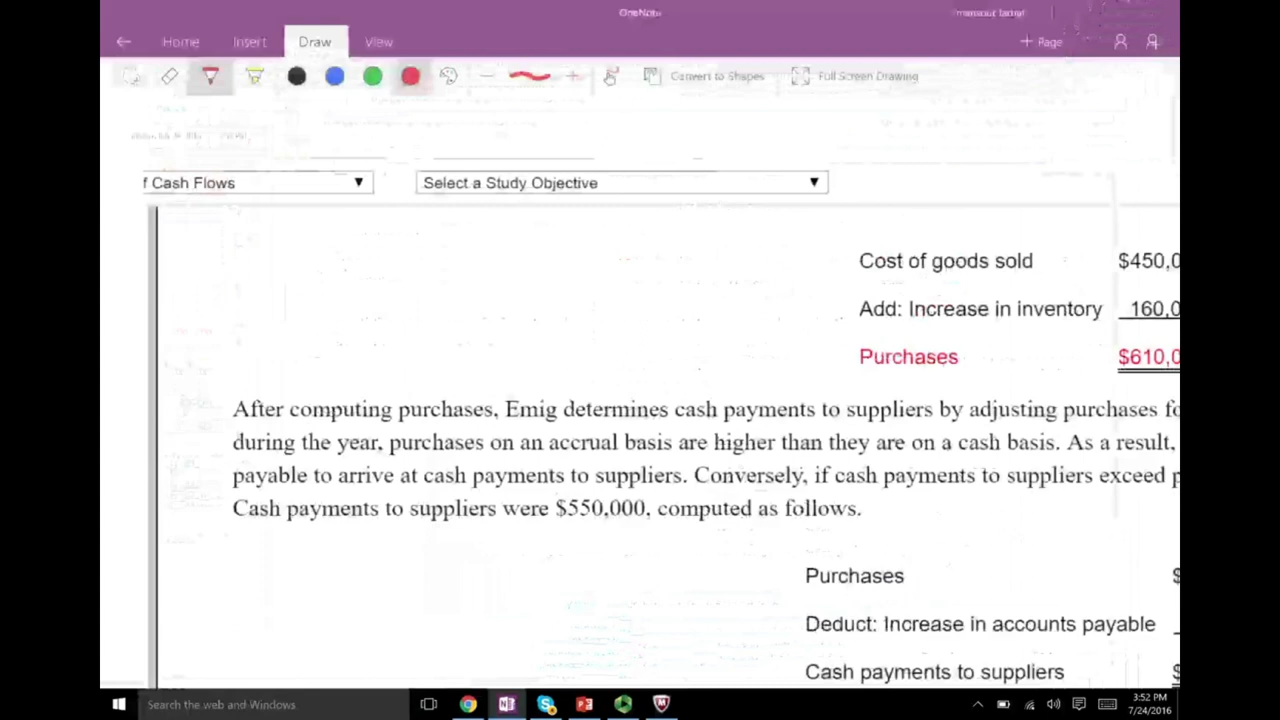 OneNote
Home Insert Draw View
Page
Convert to Shapes Full Screen Drawing
f Cash Flows
Select a Study Objective
Cost of goods sold $450,0
Add: Increase in inventory 160,0
Purchases $610,0
After computing purchases, Emig determines cash payments to suppliers by adjusting purchases fo
during the year, purchases on an accrual basis are higher than they are on a cash basis. As a result,
payable to arrive at cash payments to suppliers. Conversely, if cash payments to suppliers exceed p
Cash payments to suppliers were $550,000, computed as follows.
Purchases $
Deduct: Increase in accounts payable
Cash payments to suppliers $
Search the web and Windows
3:52 PM
7/24/2016